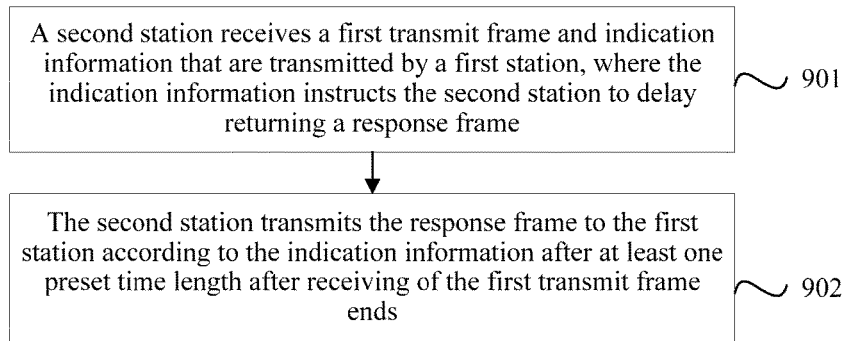 A second station receives a first transmit frame and indication
information that are transmitted by a first station, where the
indication information instructs the second station to delay
returning a response frame
901
The second station transmits the response frame to the first
station according to the indication information after at least one
preset time length after receiving of the first transmit frame
ends
902